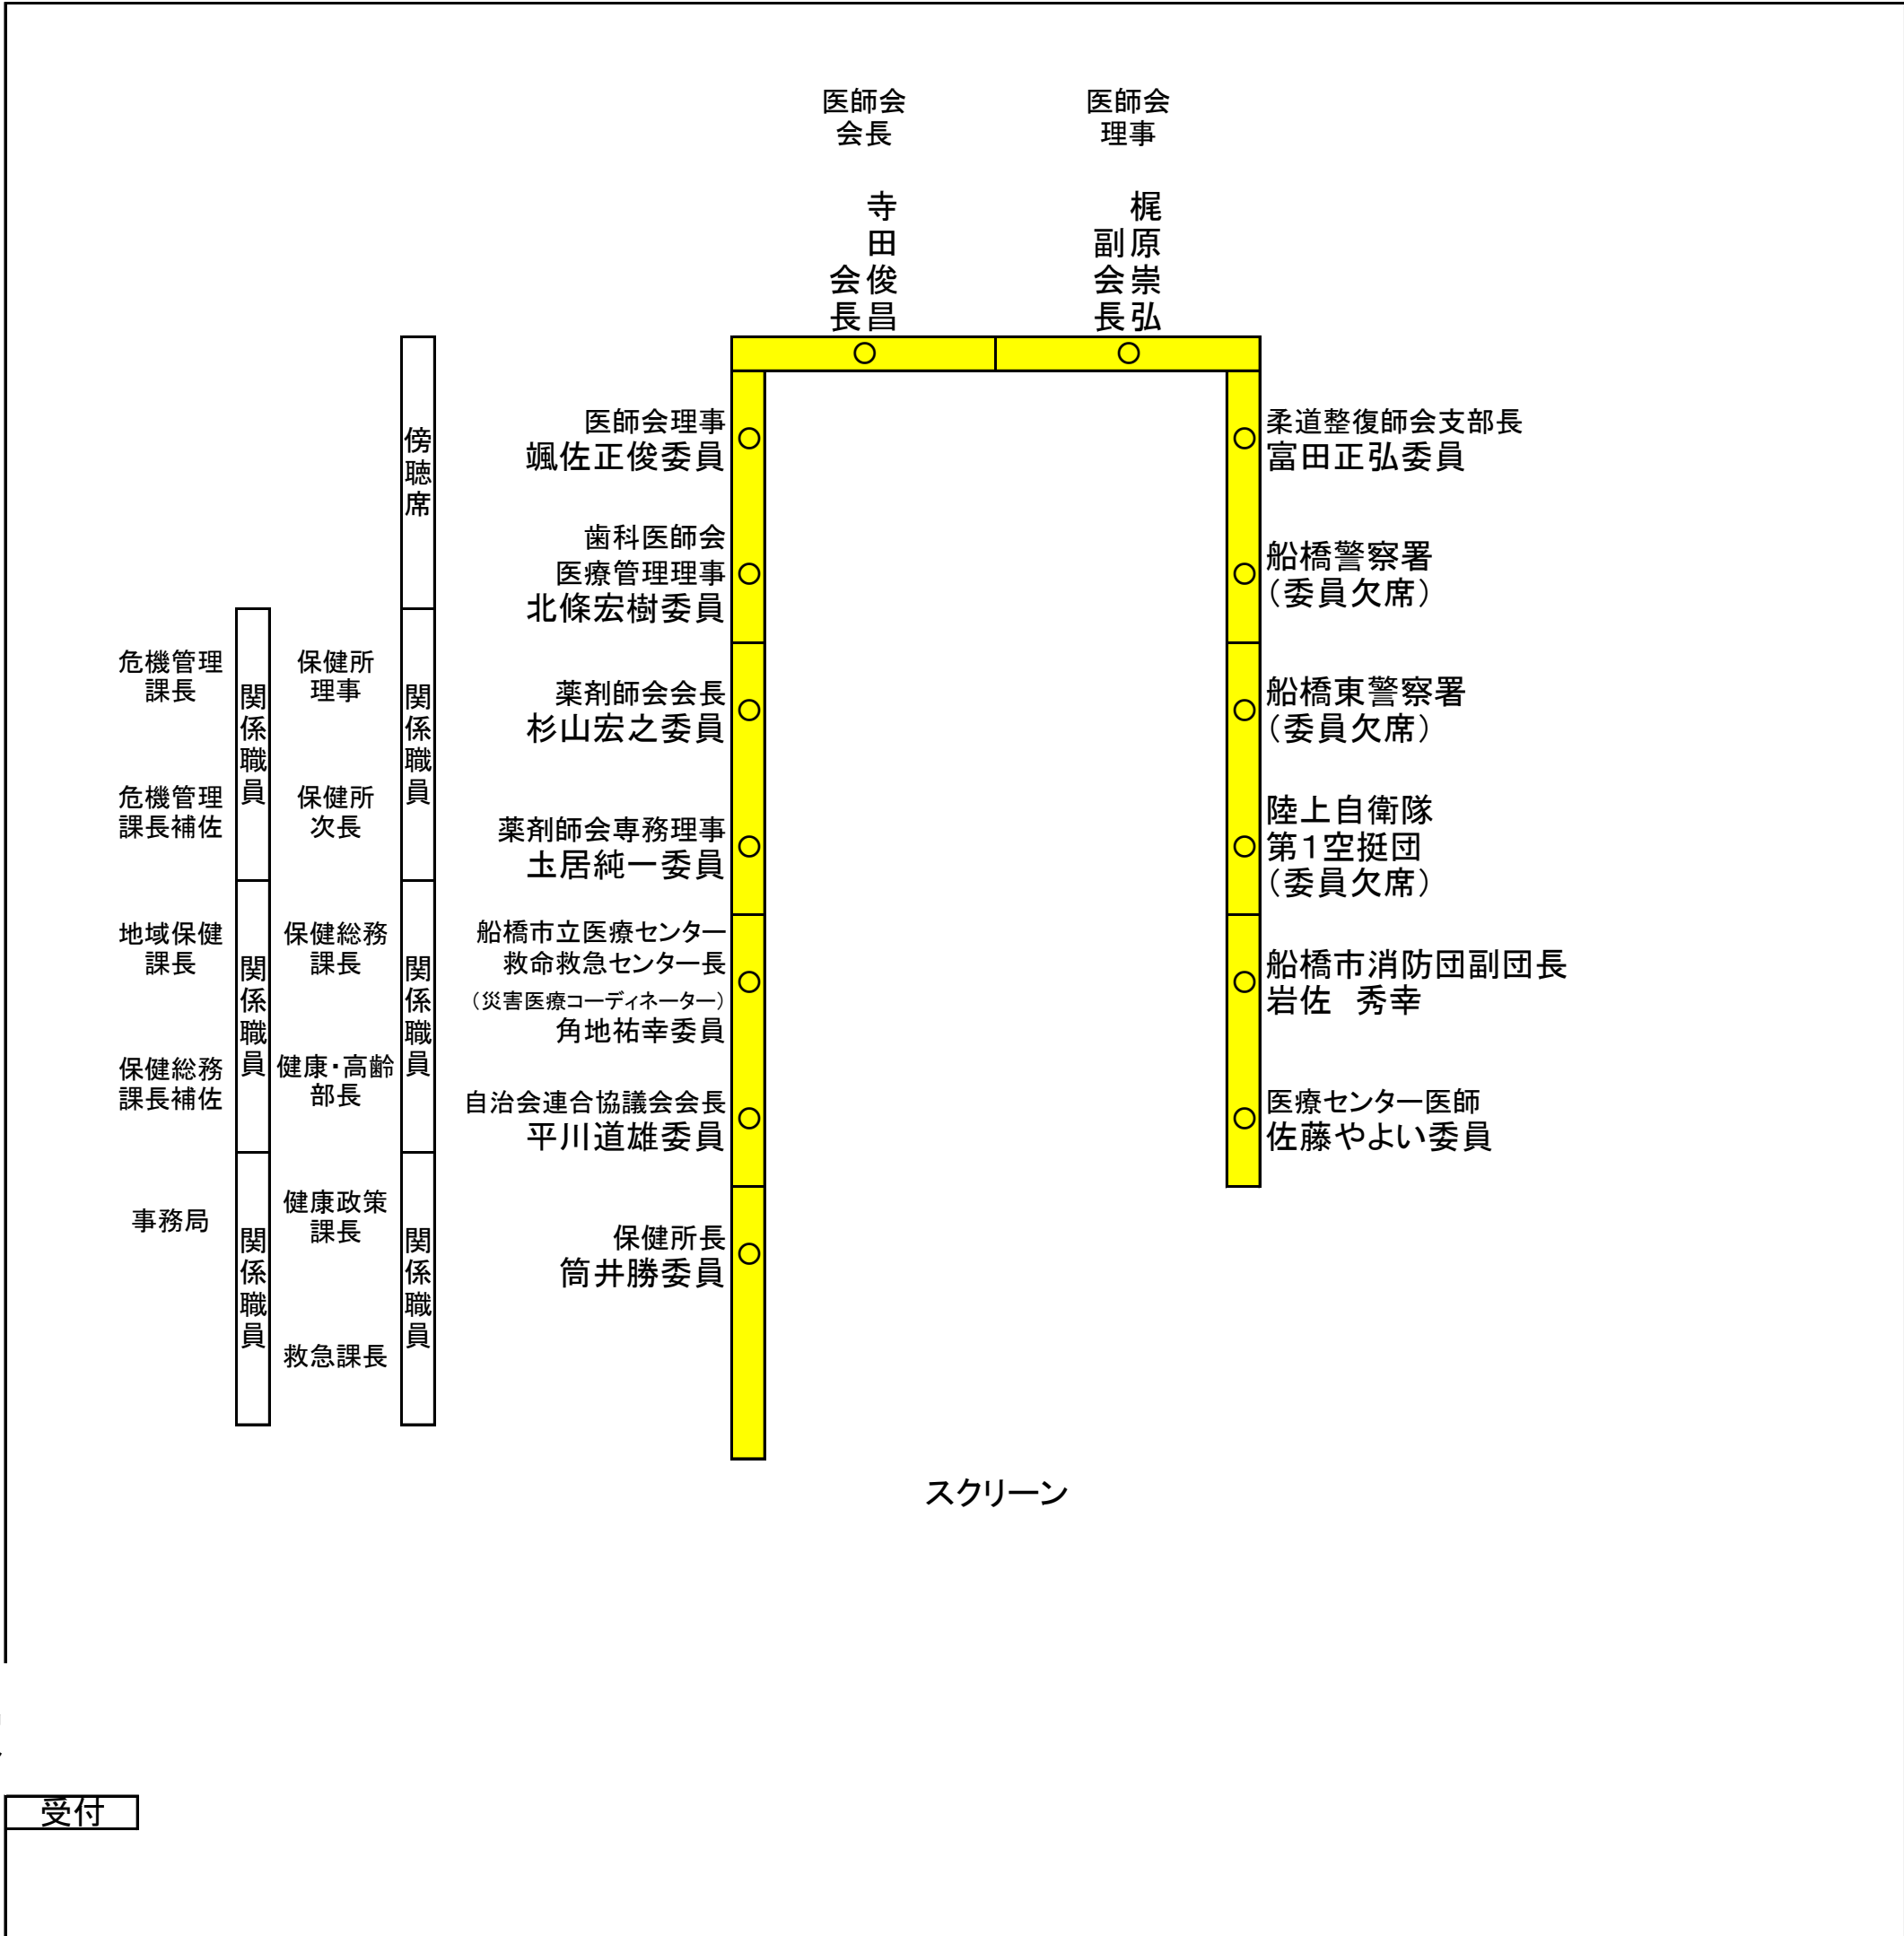 医師会
会長
医師会
理事
寺田俊昌
会長
梶原崇弘
副会長
傍聴席
医師会理事
颯佐正俊委員
柔道整復師会支部長
富田正弘委員
歯科医師会
医療管理理事
北條宏樹委員
船橋警察署
(委員欠席)
危機管理
課長
関係職員
保健所
理事
関係職員
薬剤師会会長
杉山宏之委員
船橋東警察署
(委員欠席)
危機管理
課長補佐
保健所
次長
薬剤師会専務理事
土居純一委員
陸上自衛隊
第1空挺団
(委員欠席)
地域保健
課長
関係職員
保健総務
課長
関係職員
船橋市立医療センター
救命救急センター長
(災害医療コーディネーター)
角地祐幸委員
船橋市消防団副団長
岩佐 秀幸
保健総務
課長補佐
健康・高齢
部長
自治会連合協議会会長
平川道雄委員
医療センター医師
佐藤やよい委員
事務局
関係職員
健康政策
課長
関係職員
保健所長
筒井勝委員
救急課長
スクリーン
受付